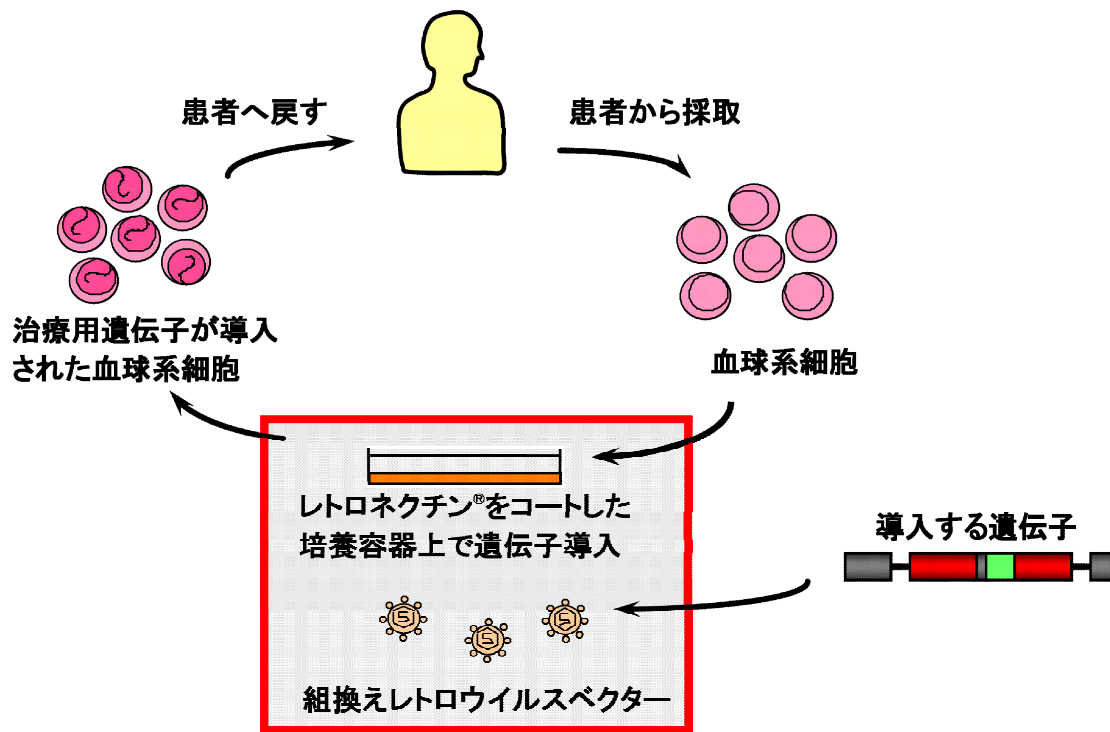 患者へ戻す
患者から採取
治療用遺伝子が導入
された血球系細胞
血球系細胞
レトロネクチン®をコートした
培養容器上で遺伝子導入
導入する遺伝子
組換えレトロウイルスベクター